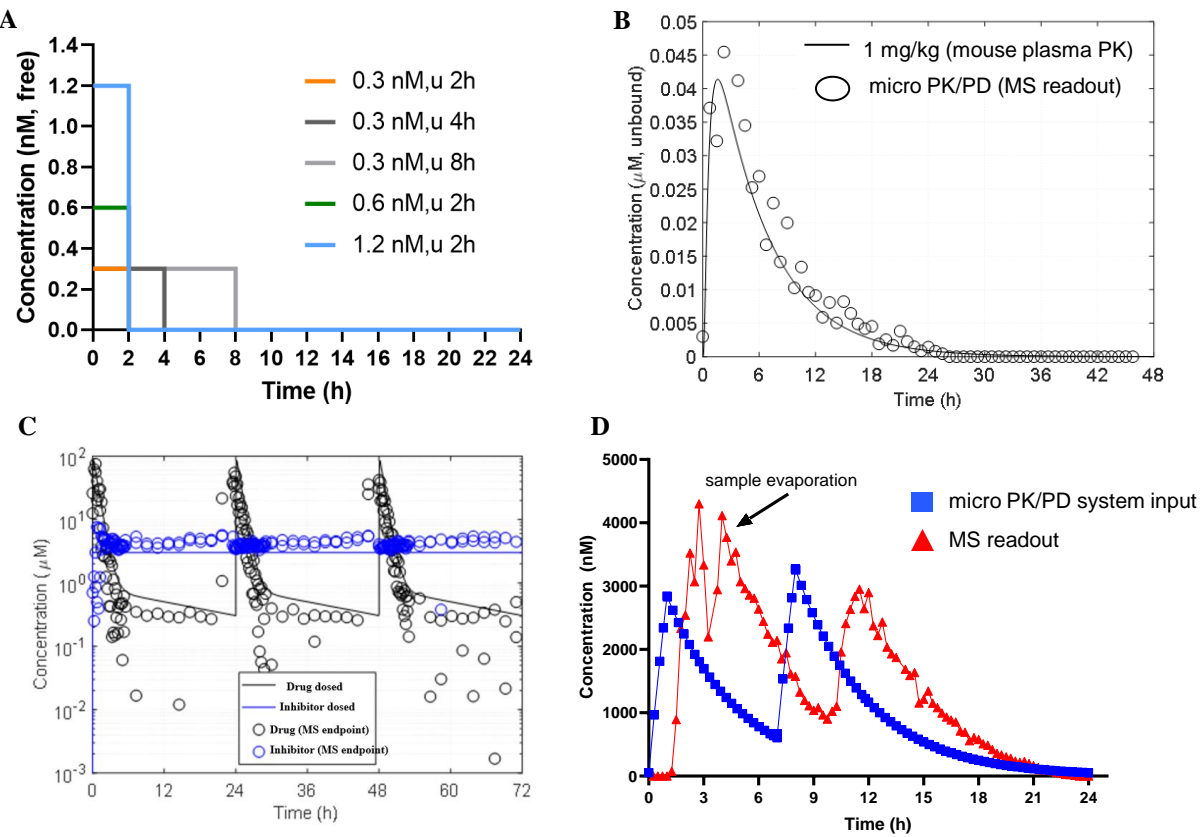 A
Concentration (nM, free)
1.4
1.2
1.0
0.8
0.6
0.4
0.2
0.0
0 2 4 6 8 10 12 14 16 18 20 22 24
Time (h)
0.3 nM,u 2h
0.3 nM,u 4h
0.3 nM,u 8h
0.6 nM,u 2h
1.2 nM,u 2h
B
Concentration (μM, unbound)
0.05
0.045
0.04
0.035
0.03
0.025
0.02
0.015
0.01
0.005
0
0 6 12 18 24 30 36 42 48
Time (h)
1 mg/kg (mouse plasma PK)
micro PK/PD (MS readout)
C
Concentration (μM)
10²
10¹
10⁰
10⁻¹
10⁻²
10⁻³
0 12 24 36 48 60 72
Time (h)
Drug dosed
Inhibitor dosed
Drug (MS endpoint)
Inhibitor (MS endpoint)
D
Concentration (nM)
5000
4000
3000
2000
1000
0
0 3 6 9 12 15 18 21 24
Time (h)
sample evaporation
micro PK/PD system input
MS readout